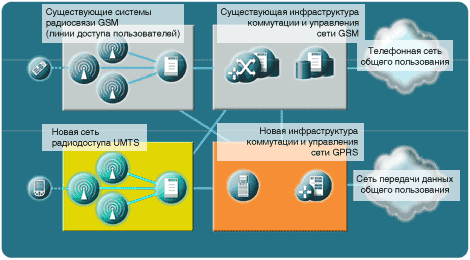 Существующие системы
радиосвязи GSM
(линии доступа пользователей)
Существующая инфраструктура
коммутации и управления
сети GSM
Телефонная сеть
общего пользования
Новая сеть
радиодоступа UMTS
Новая инфраструктура
коммутации и управления
сети GPRS
Сеть передачи данных
общего пользования